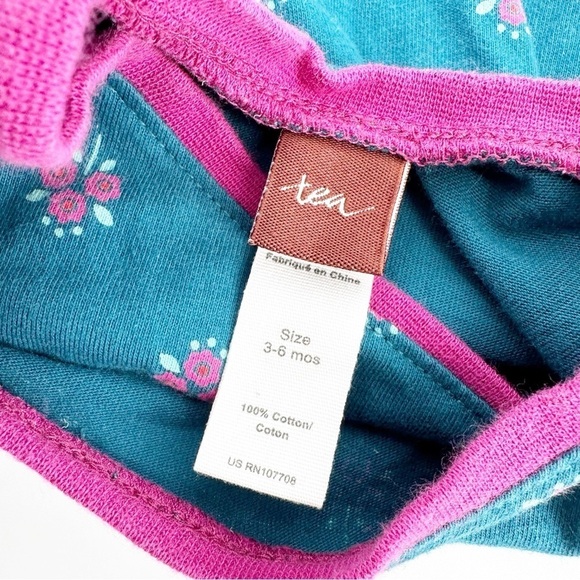 tea
Fabriqué en Chine
Size
3-6 mos
100% Cotton/
Coton
US RN107708